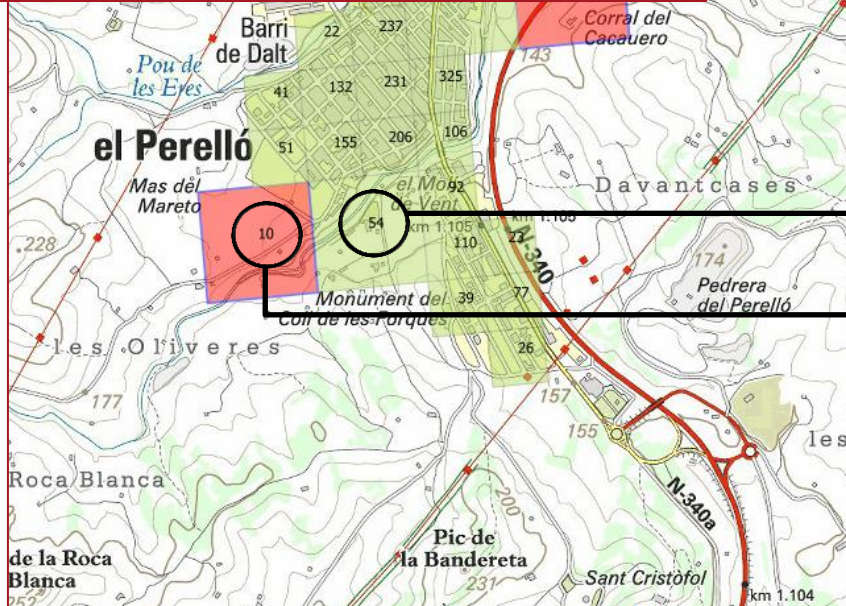 Corral del
Cacauero
Barri
de Dalt
22
237
143
Pou de
les Eres
41
132
231
325
el Perelló
51
155
206
106
Mas del
Mareto
el Molí
de Vent
92
Davantcases
km 1.105
10
54
km 1.105
110
23
N-340
228
174
Pedrera
del Perelló
Monument del
Coll de les Forques
39
77
les Oliveres
26
177
157
155
les
Roca Blanca
200
N-340a
Pic de
la Bandereta
231
de la Roca
Blanca
252
Sant Cristòfol
km 1.104